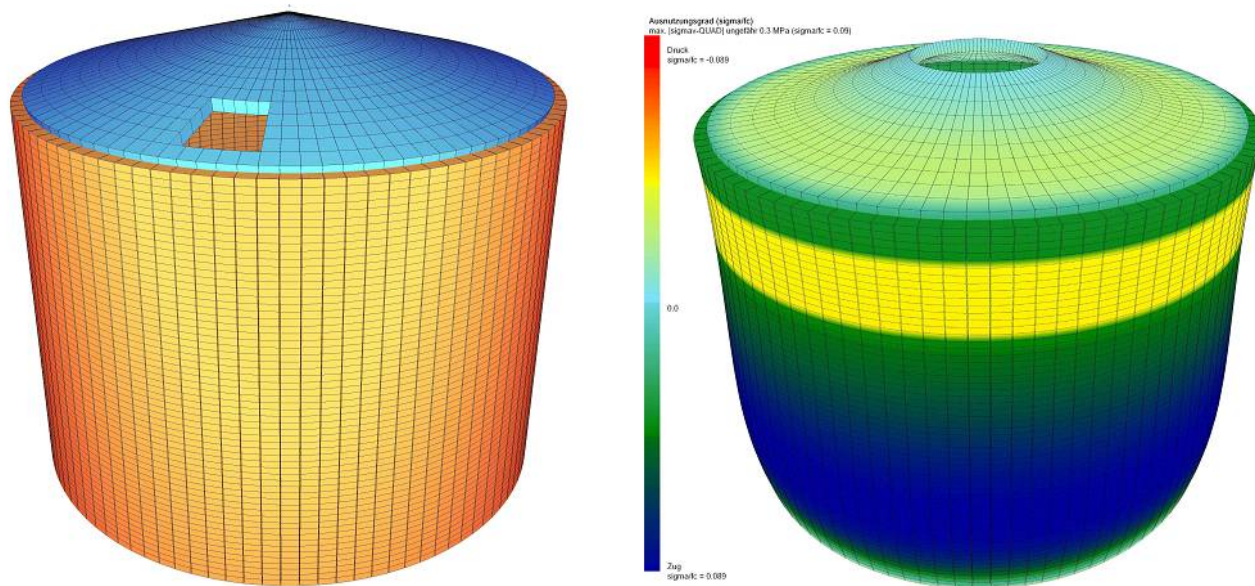 Ausnutzungsgrad (sigma/fc)
max. |sigmav-QUAD| ungefähr 0.3 MPa (sigma/fc = 0.09)
Druck
sigma/fc = -0.089
0.0
Zug
sigma/fc = 0.089